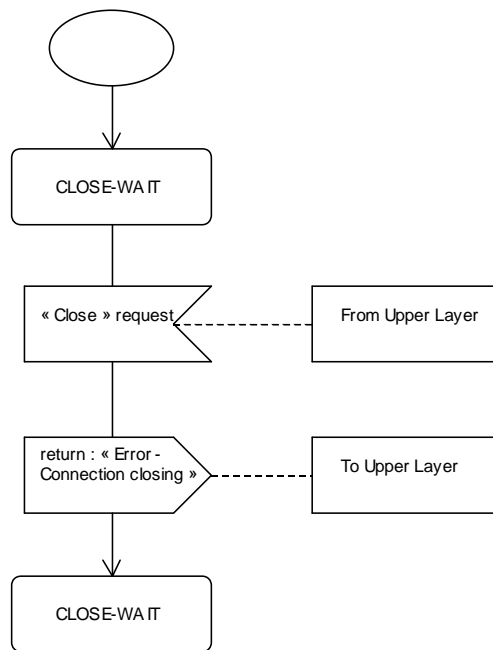 CLOSE-WAIT
« Close » request
From Upper Layer
return : « Error -
Connection closing »
To Upper Layer
CLOSE-WAIT